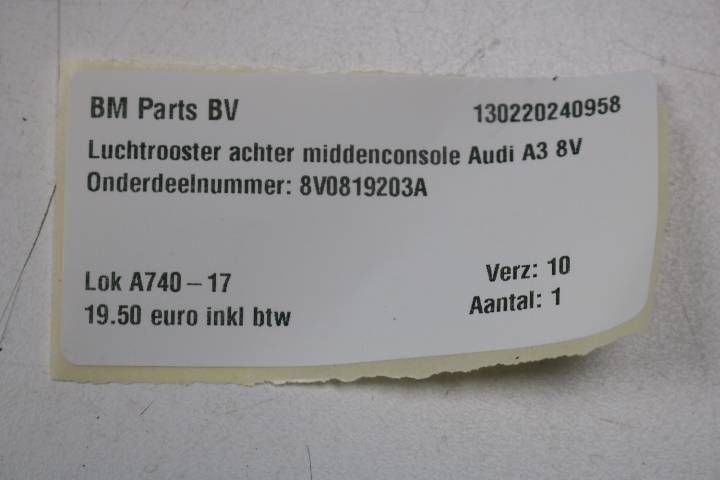 BM Parts BV 130220240958
Luchtrooster achter middenconsole Audi A3 8V
Onderdeelnummer: 8V0819203A
Lok A740 – 17 Verz: 10
19.50 euro inkl btw Aantal: 1